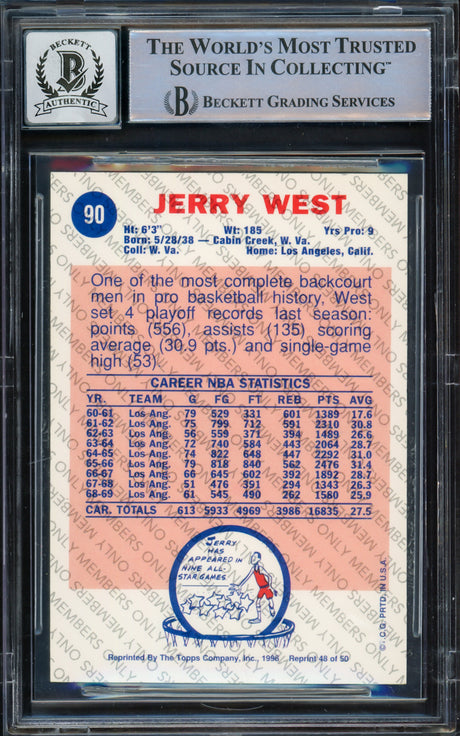 BECKETT
B
AUTHENTIC
THE WORLD'S MOST TRUSTED
SOURCE IN COLLECTING™
B BECKETT GRADING SERVICES
90
JERRY WEST
Ht: 6'3" Wt: 185 Yrs Pro: 9
Born: 5/28/38 — Cabin Creek, W. Va.
Coll: W. Va. Home: Los Angeles, Calif.
One of the most complete backcourt
men in pro basketball history, West
set 4 playoff records last season:
points (556), assists (135) scoring
average (30.9 pts.) and single-game
high (53)
CAREER NBA STATISTICS
YR. TEAM G FG FT REB PTS AVG
60-61 Los Ang. 79 529 331 601 1389 17.6
61-62 Los Ang. 75 799 712 591 2310 30.8
62-63 Los Ang. 56 559 371 394 1489 26.6
63-64 Los Ang. 72 740 584 447 2064 28.7
64-65 Los Ang. 74 822 648 447 2292 31.0
65-66 Los Ang. 79 818 840 562 2476 31.4
66-67 Los Ang. 66 645 602 392 1892 28.7
67-68 Los Ang. 51 476 391 294 1343 26.3
68-69 Los Ang. 61 545 490 262 1580 25.9
CAR. TOTALS 613 5933 4969 3986 16835 27.5
JERRY
HAS
APPEARED IN
NINE ALL
STAR GAMES
© T.C.G. PRTD. IN U.S.A.
Reprinted By The Topps Company, Inc., 1996 Reprint 48 of 50
MEMBERS ONLY